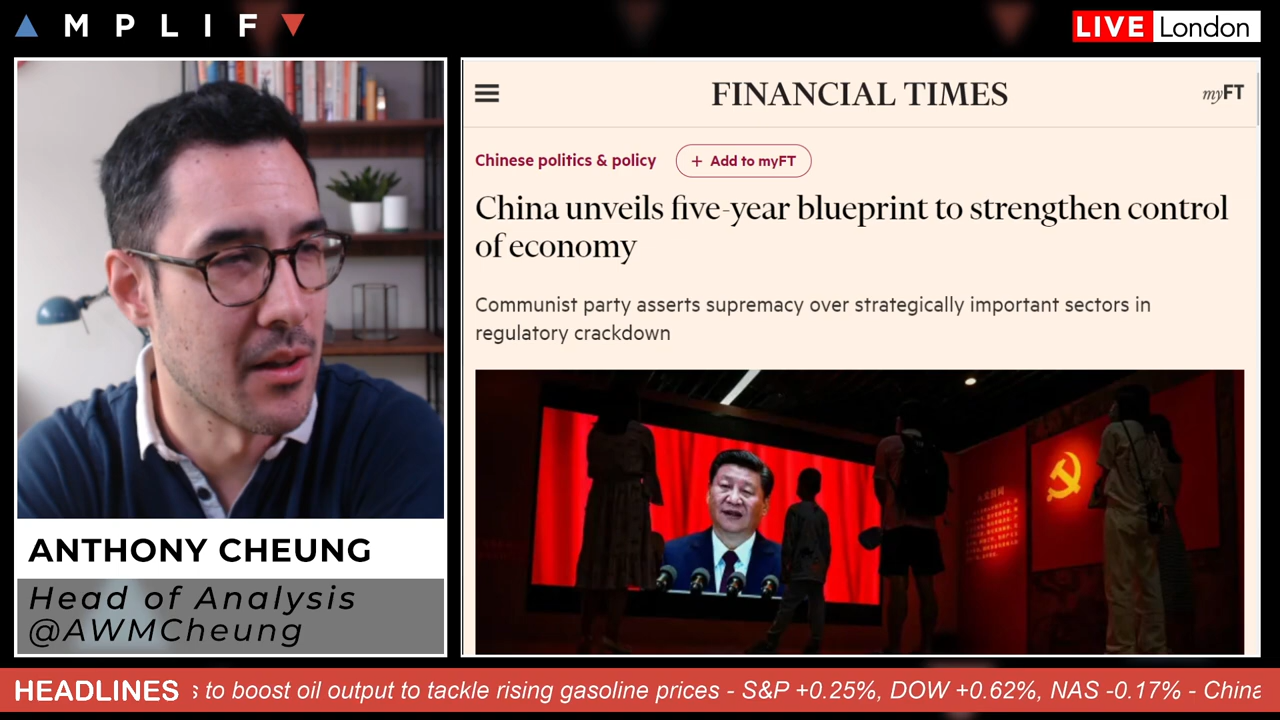 AMPLIFY
LIVE London
FINANCIAL TIMES
myFT
Chinese politics & policy
+ Add to myFT
China unveils five-year blueprint to strengthen control
of economy
Communist party asserts supremacy over strategically important sectors in
regulatory crackdown
ANTHONY CHEUNG
Head of Analysis
@AWMCheung
HEADLINES s to boost oil output to tackle rising gasoline prices - S&P +0.25%, DOW +0.62%, NAS -0.17% - China